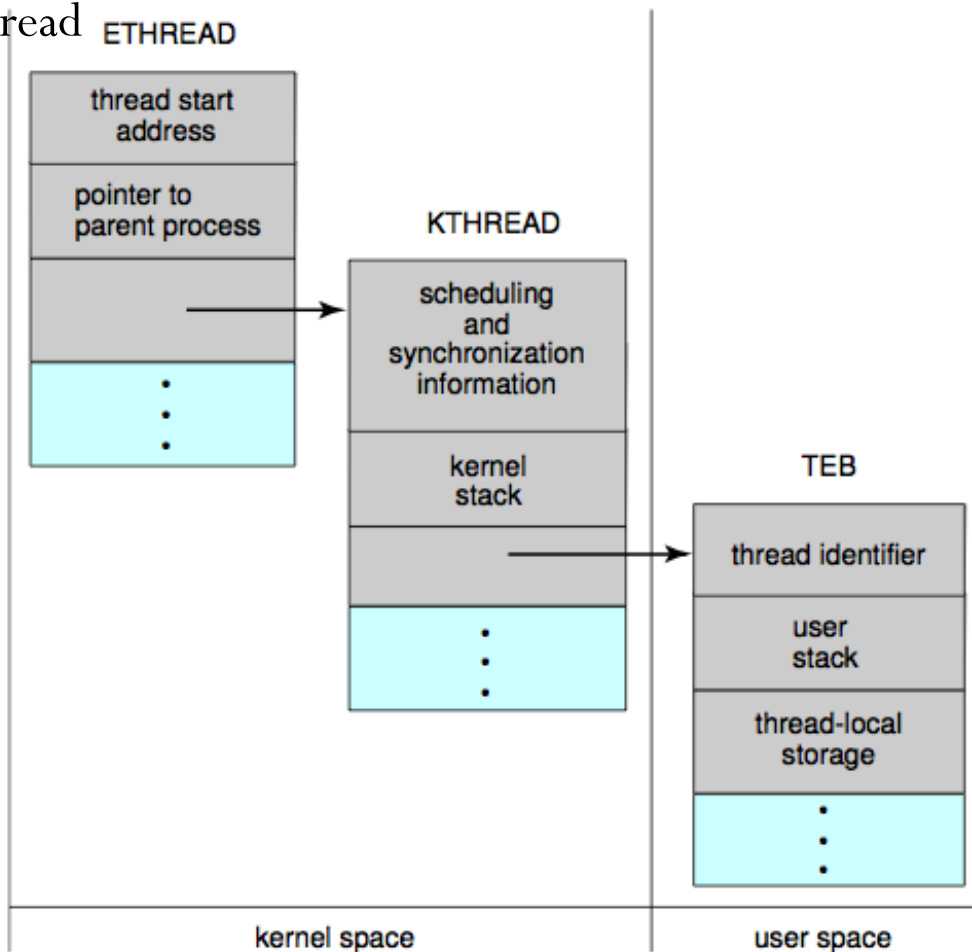 read
ETHREAD
thread start
address
pointer to
parent process
KTHREAD
scheduling
and
synchronization
information
kernel
stack
TEB
thread identifier
user
stack
thread-local
storage
kernel space
user space